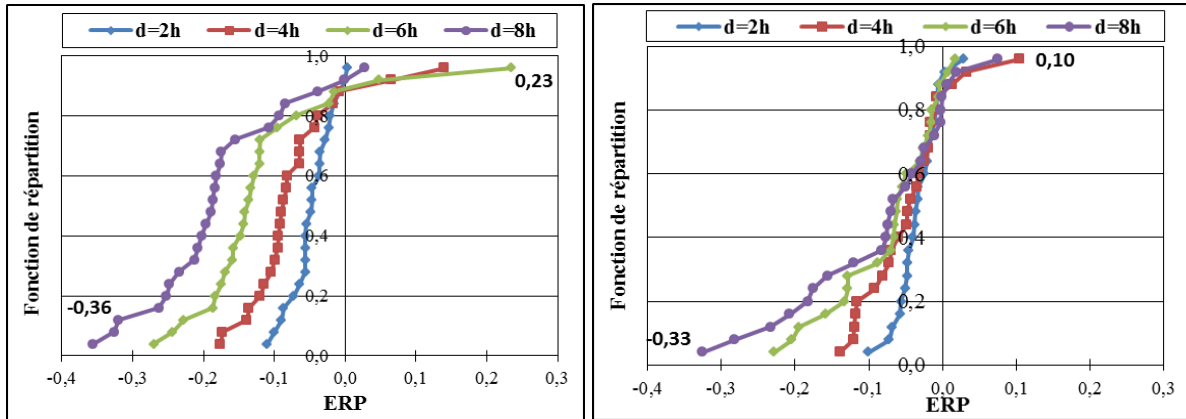 d=2h d=4h d=6h d=8h
Fonction de répartition
1,0
0,8
0,6
0,4
0,2
0,0
0,23
-0,36
-0,4 -0,3 -0,2 -0,1 0,0 0,1 0,2 0,3
ERP
d=2h d=4h d=6h d=8h
Fonction de répartition
1,0
0,8
0,6
0,4
0,2
0,0
0,10
-0,33
-0,4 -0,3 -0,2 -0,1 0,0 0,1 0,2 0,3
ERP